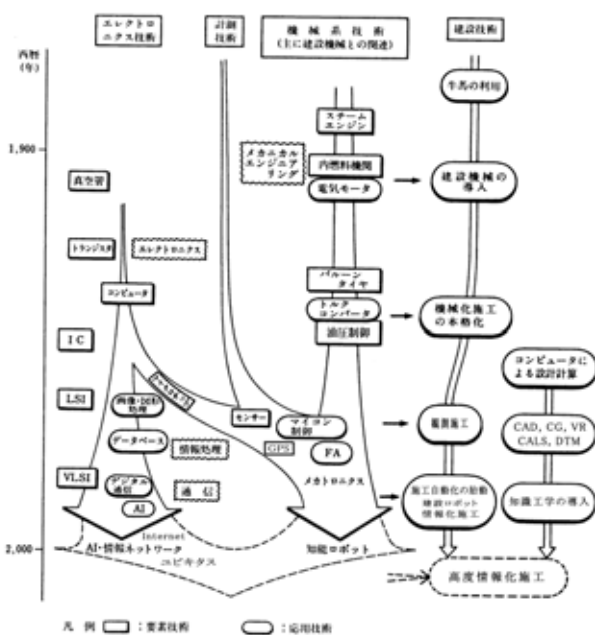 エレクトロ
ニクス技術
計測
技術
機械系技術
(主に建設機械との関連)
建設技術
西暦
(年)
牛馬の利用
スチーム
エンジン
1,900
メカニカル
エンジニア
リング
内燃料機関
電気モータ
建設機械の
導入
真空管
トランジスタ
エレクトロニクス
バルーン
タイヤ
コンピュータ
トルク
コンバータ
油圧制御
機械化施工
の本格化
IC
コンピュータに
よる設計計算
LSI
画像・図形
処理
センサー
マイコン
制御
CAD, CG, VR
CALS, DTM
データベース
情報処理
GPS
FA
VLSI
デジタル
通信
通信
メカトロニクス
施工自動化の胎動
建設ロボット
情報化施工
知識工学の導入
AI
Internet
2,000
AI・情報ネットワーク
知能ロボット
ユビキタス
高度情報化施工
凡例
:要素技術
:応用技術